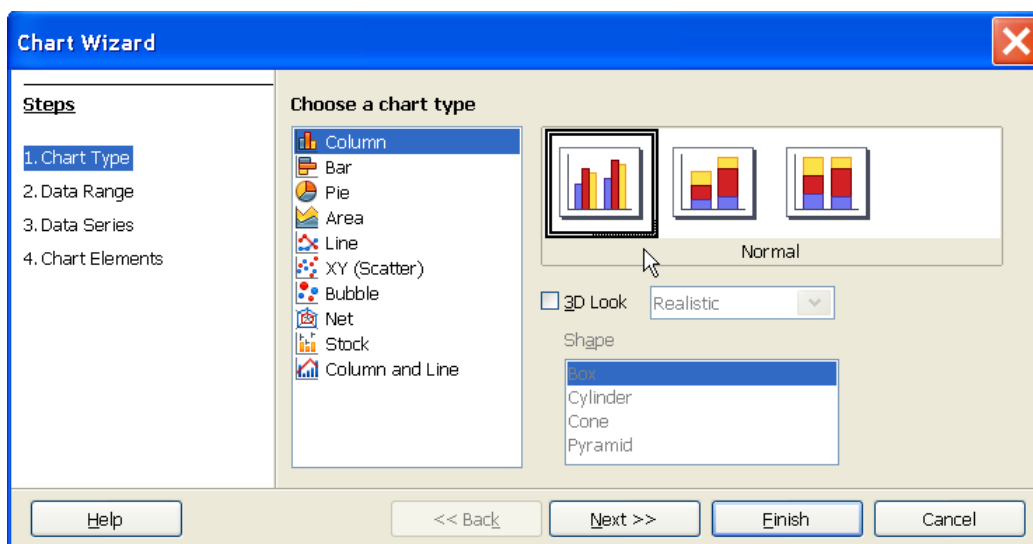 Chart Wizard
Steps
1. Chart Type
2. Data Range
3. Data Series
4. Chart Elements
Choose a chart type
Column
Bar
Pie
Area
Line
XY (Scatter)
Bubble
Net
Stock
Column and Line
Normal
3D Look
Realistic
Shape
Box
Cylinder
Cone
Pyramid
Help
<< Back
Next >>
Finish
Cancel